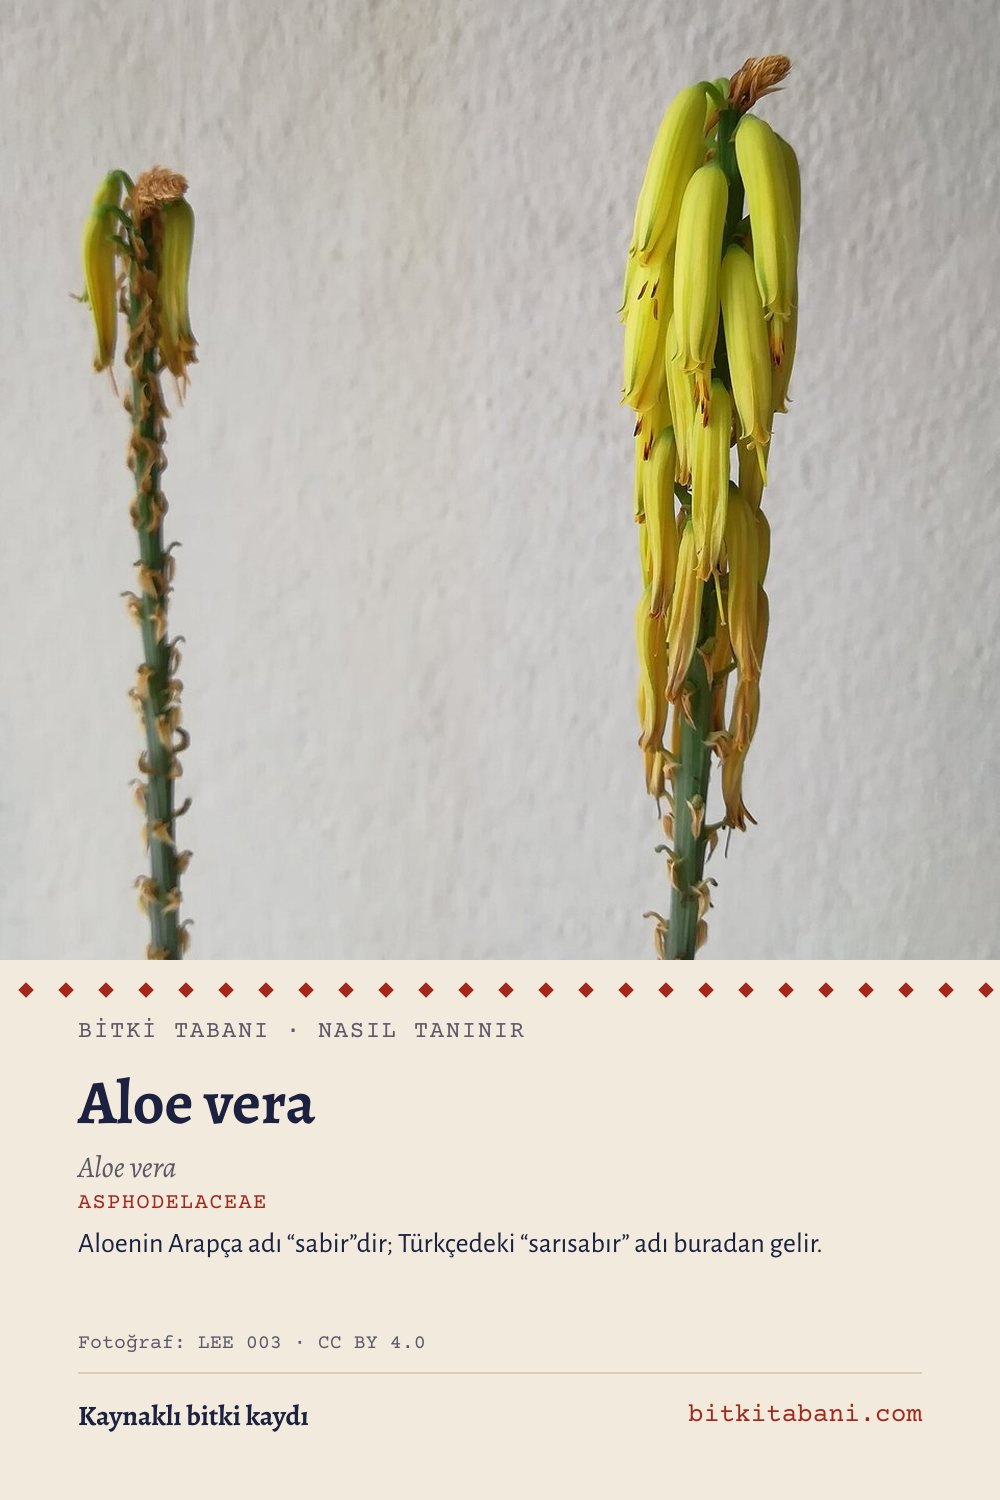 BİTKİ TABANI · NASIL TANINIR
Aloe vera
Aloe vera
ASPHODELACEAE
Aloenin Arapça adı “sabir”dir; Türkçedeki “sarısabır” adı buradan gelir.
Fotoğraf: LEE 003 · CC BY 4.0
Kaynaklı bitki kaydı
bitkitabani.com